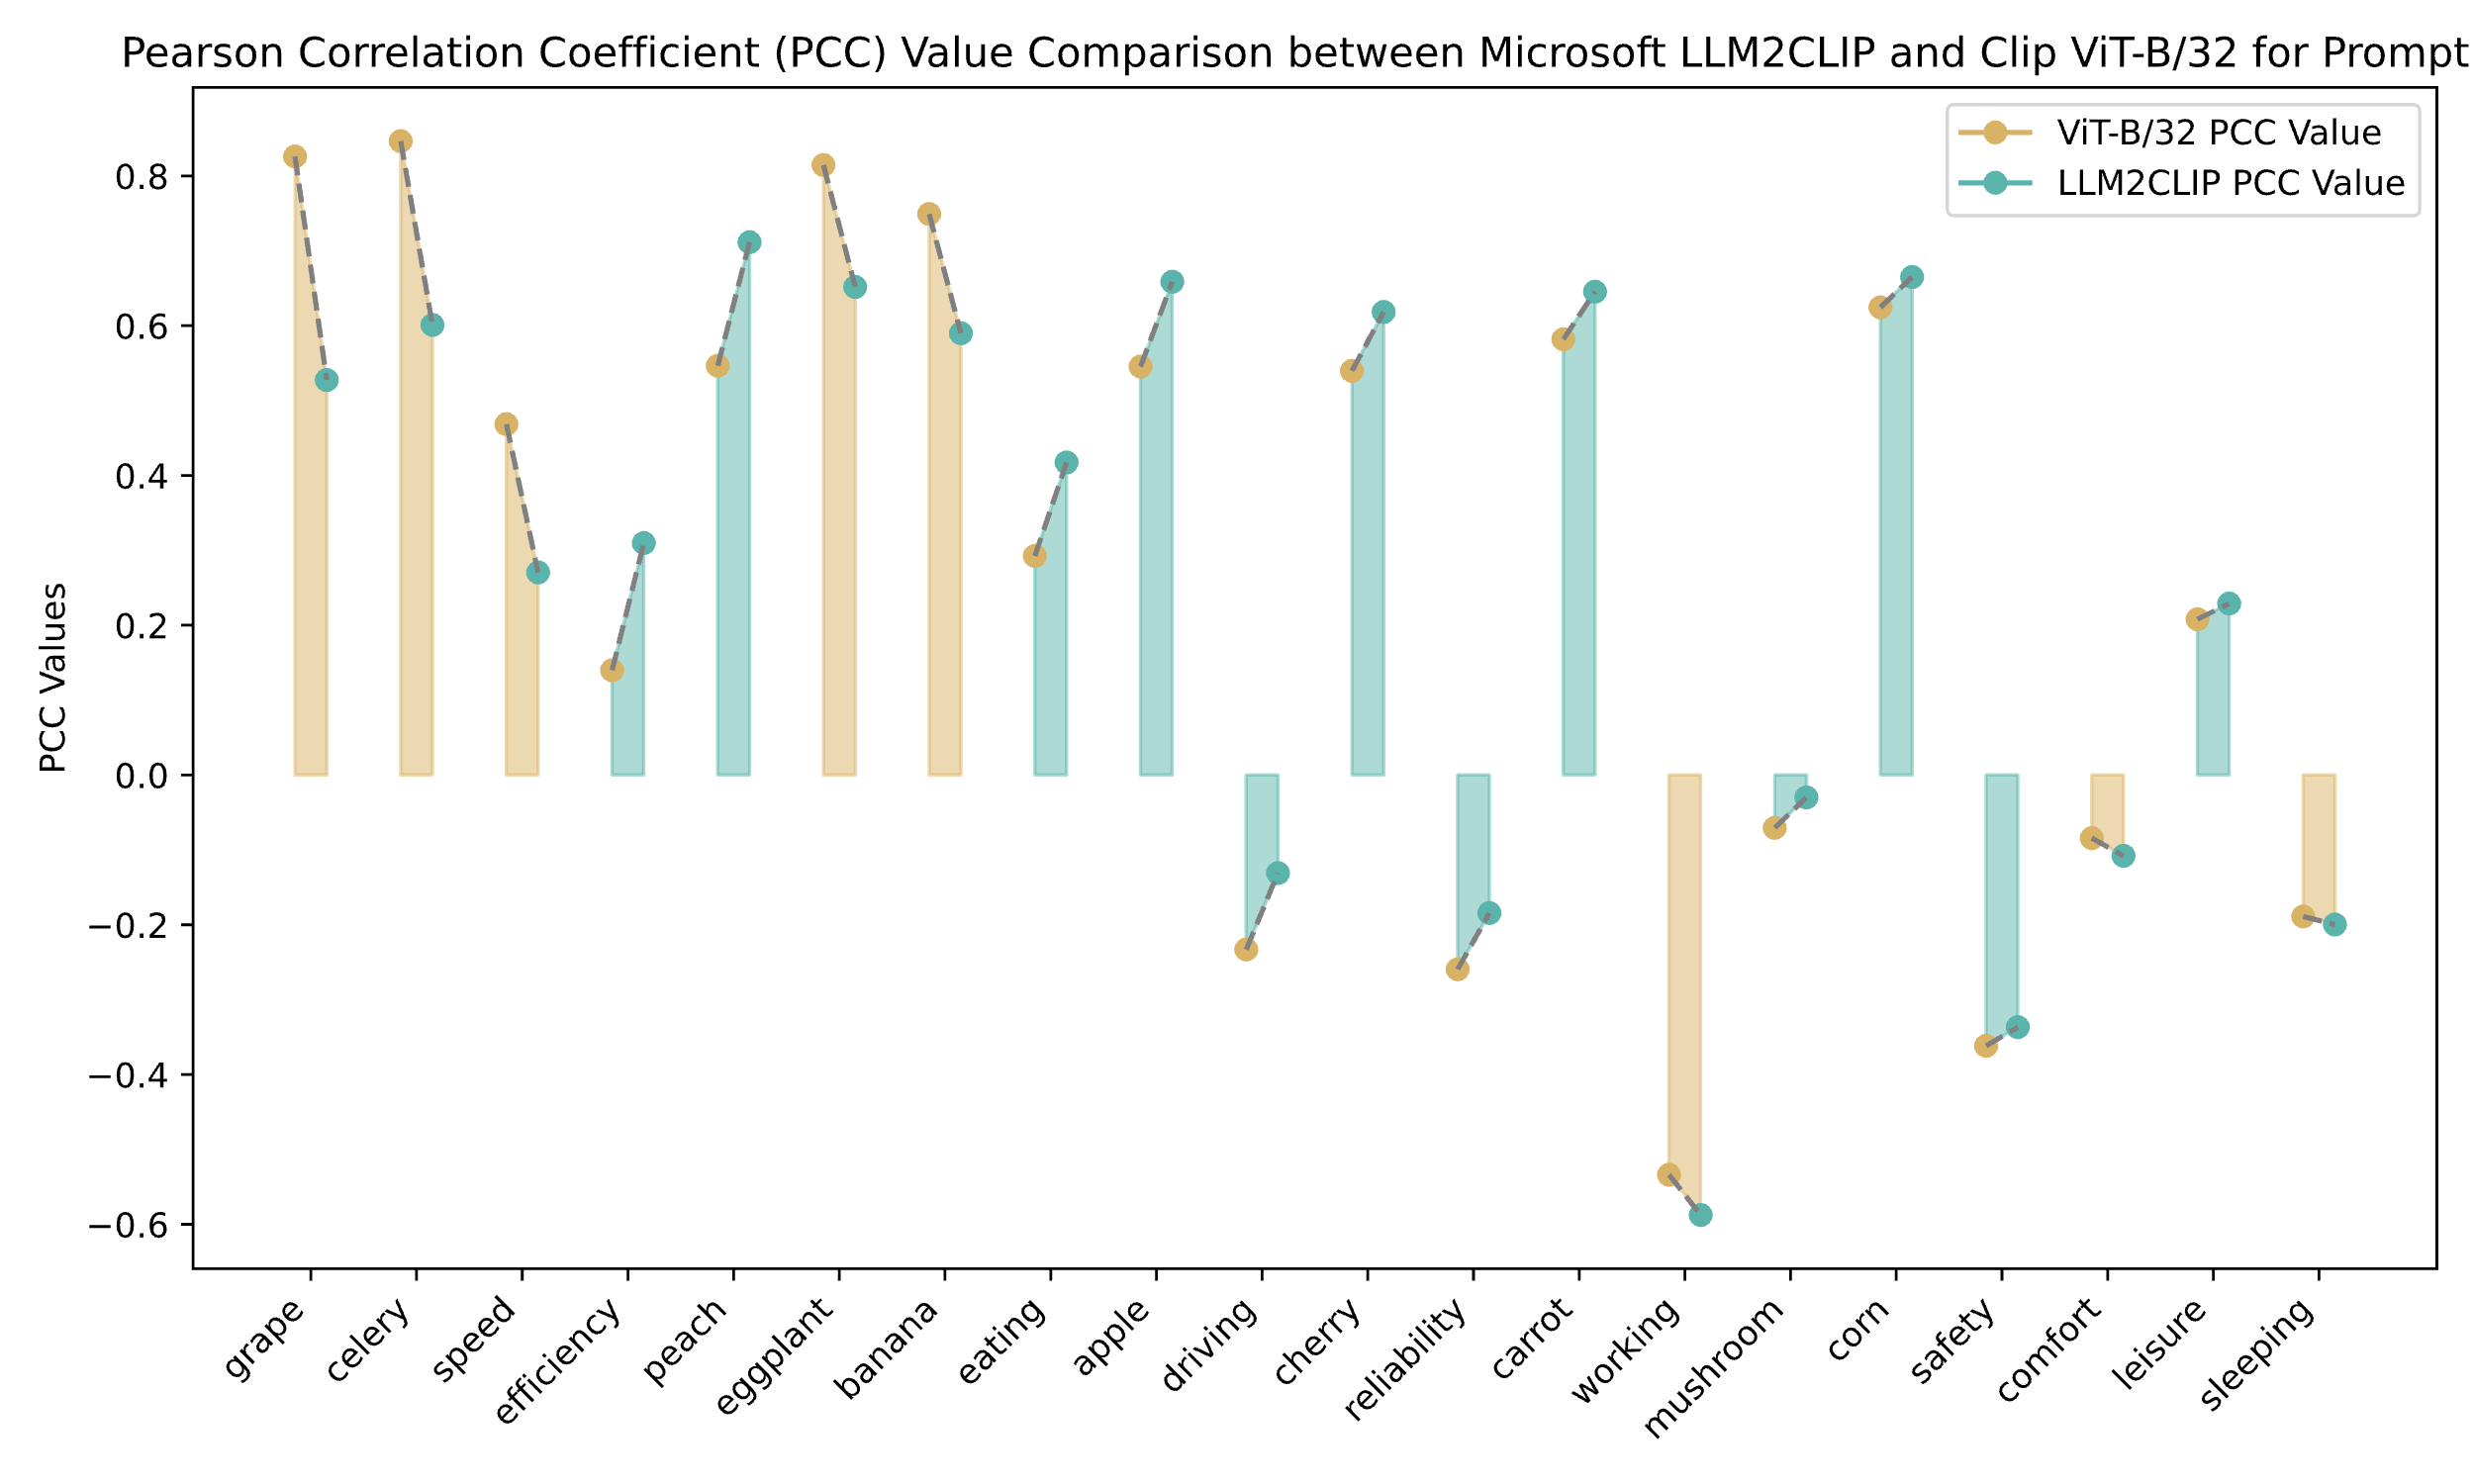 Pearson Correlation Coefficient (PCC) Value Comparison between Microsoft LLM2CLIP and Clip ViT-B/32 for Prompt
ViT-B/32 PCC Value
LLM2CLIP PCC Value
PCC Values
0.8
0.6
0.4
0.2
0.0
−0.2
−0.4
−0.6
grape
celery
speed
efficiency
peach
eggplant
banana
eating
apple
driving
cherry
reliability
carrot
working
mushroom
corn
safety
comfort
leisure
sleeping